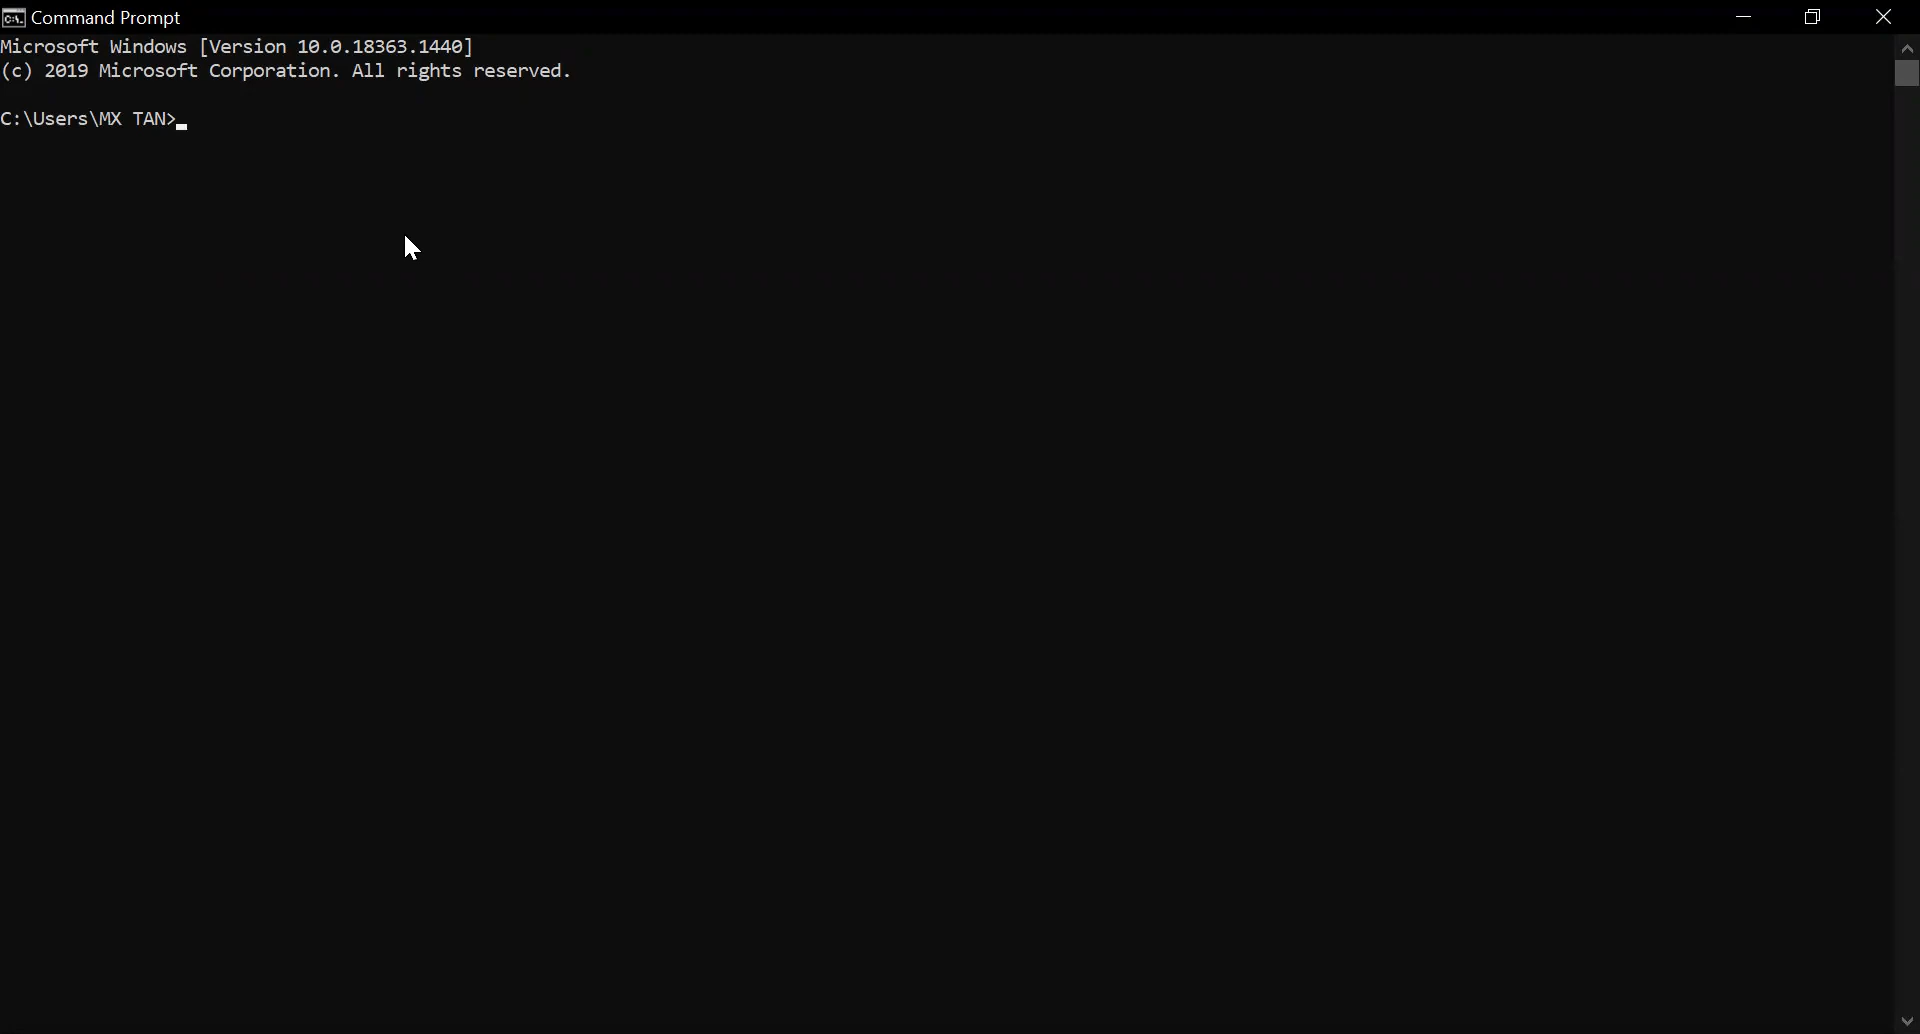 Command Prompt
Microsoft Windows [Version 10.0.18363.1440]
(c) 2019 Microsoft Corporation. All rights reserved.
C:\Users\MX TAN>_